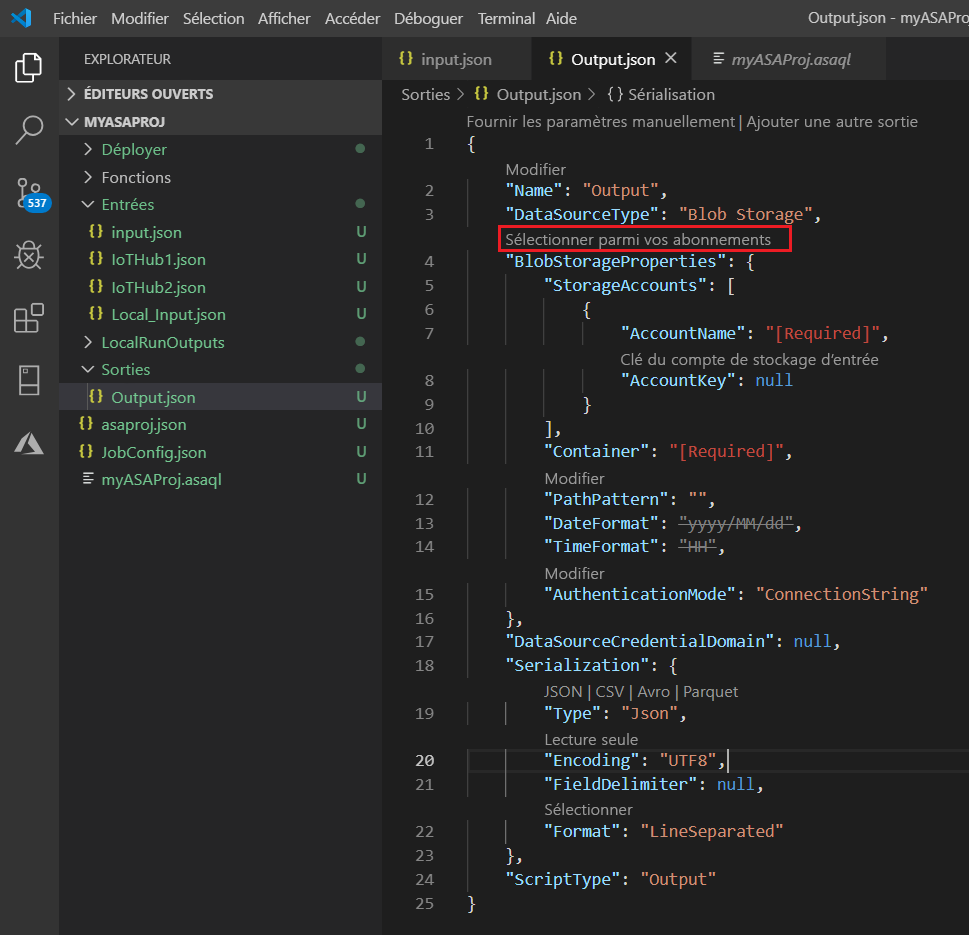 Fichier Modifier Sélection Afficher Accéder Déboguer Terminal Aide
Output.json - myASAPro
EXPLORATEUR
ÉDITEURS OUVERTS
MYASAPROJ
Déployer
Fonctions
537
Entrées
input.json U
IoTHub1.json U
IoTHub2.json U
Local_Input.json U
LocalRunOutputs
Sorties
Output.json U
asaproj.json U
JobConfig.json U
myASAProj.asaql U
input.json
Output.json
myASAProj.asaql
Sorties > {} Output.json > {} Sérialisation
Fournir les paramètres manuellement | Ajouter une autre sortie
1 {
Modifier
2 "Name": "Output",
3 "DataSourceType": "Blob Storage",
Sélectionner parmi vos abonnements
4 "BlobStorageProperties": {
5 "StorageAccounts": [
6 {
7 "AccountName": "[Required]",
Clé du compte de stockage d’entrée
8 "AccountKey": null
9 }
10 ],
11 "Container": "[Required]",
Modifier
12 "PathPattern": "",
13 "DateFormat": "yyyy/MM/dd",
14 "TimeFormat": "HH",
Modifier
15 "AuthenticationMode": "ConnectionString"
16 },
17 "DataSourceCredentialDomain": null,
18 "Serialization": {
JSON | CSV | Avro | Parquet
19 "Type": "Json",
Lecture seule
20 "Encoding": "UTF8",
21 "FieldDelimiter": null,
Sélectionner
22 "Format": "LineSeparated"
23 },
24 "ScriptType": "Output"
25 }